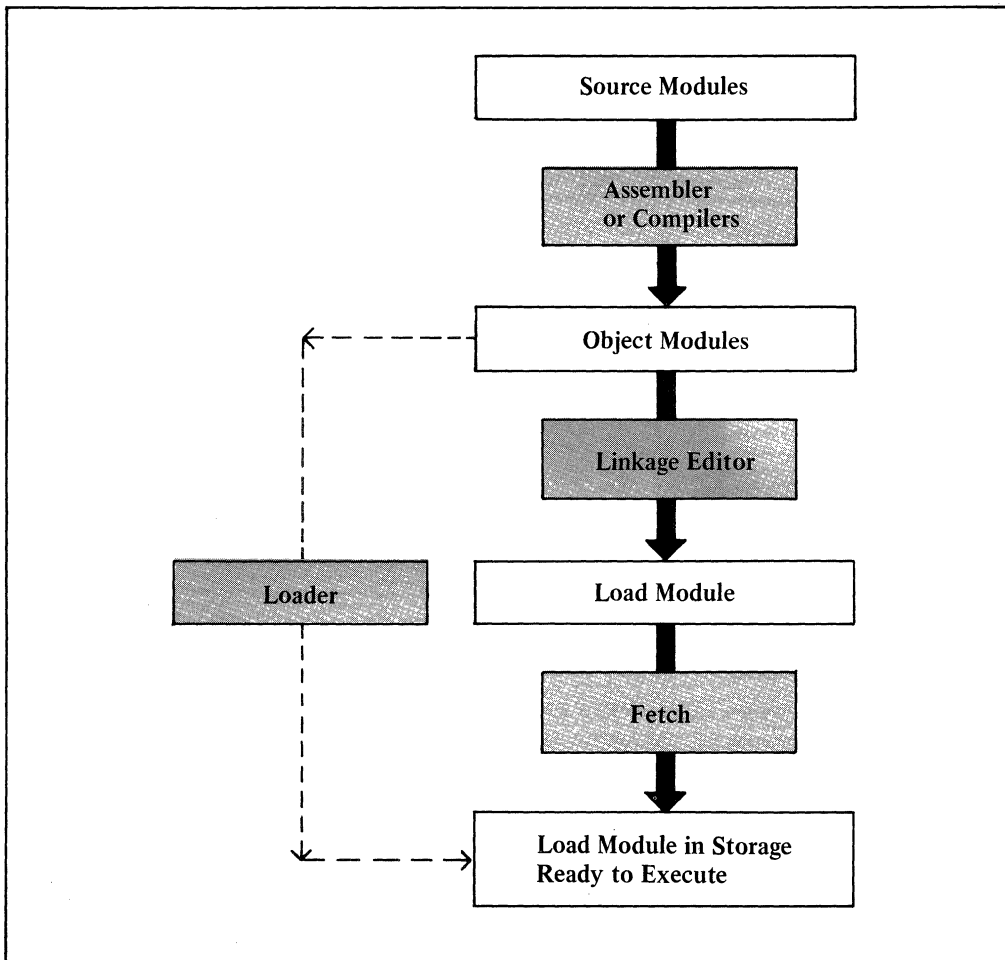 Source Modules
Assembler
or Compilers
Object Modules
Linkage Editor
Loader
Load Module
Fetch
Load Module in Storage
Ready to Execute